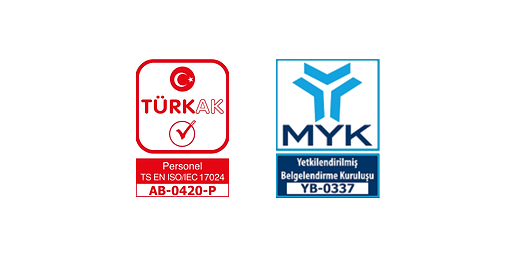 TÜRKAK
Personel
TS EN ISO/IEC 17024
AB-0420-P
MYK
Yetkilendirilmiş
Belgelendirme Kuruluşu
YB-0337